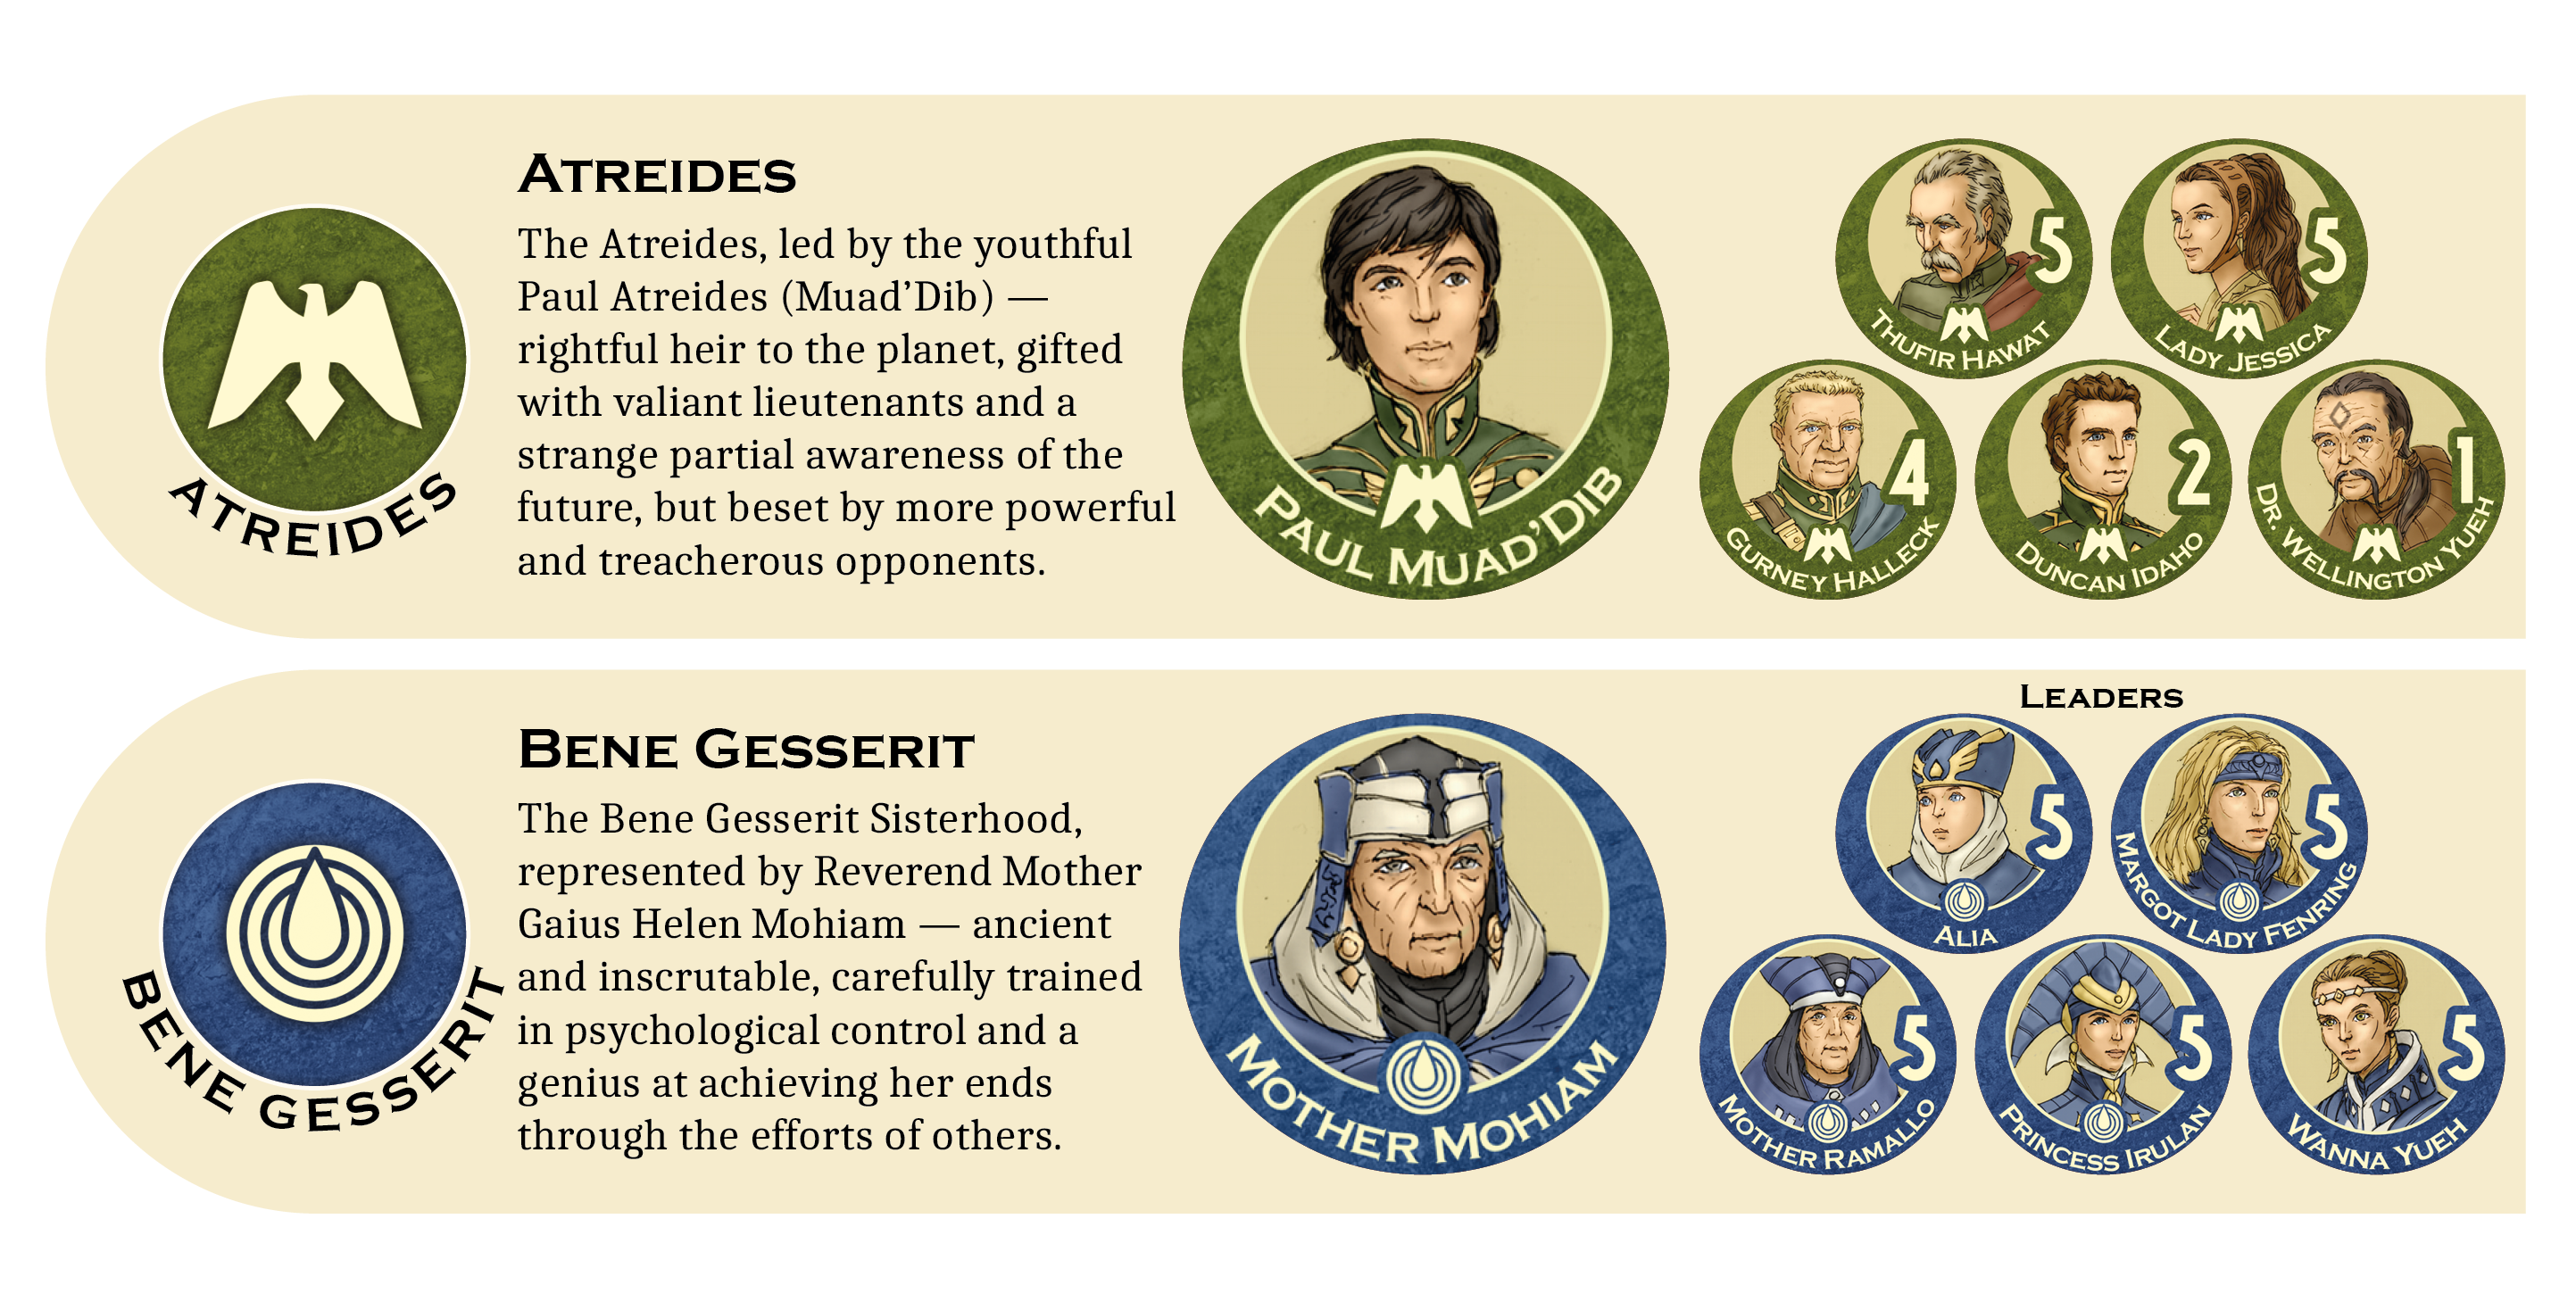 ATREIDES
ATREIDES
The Atreides, led by the youthful
Paul Atreides (Muad’Dib) —
rightful heir to the planet, gifted
with valiant lieutenants and a
strange partial awareness of the
future, but beset by more powerful
and treacherous opponents.
PAUL MUAD’DIB
5
THUFIR HAWAT
5
LADY JESSICA
4
GURNEY HALLECK
2
DUNCAN IDAHO
1
DR. WELLINGTON YUEH
BENE GESSERIT
BENE GESSERIT
The Bene Gesserit Sisterhood,
represented by Reverend Mother
Gaius Helen Mohiam — ancient
and inscrutable, carefully trained
in psychological control and a
genius at achieving her ends
through the efforts of others.
MOTHER MOHIAM
LEADERS
5
ALIA
5
MARGOT LADY FENRING
5
MOTHER RAMALLO
5
PRINCESS IRULAN
5
WANNA YUEH